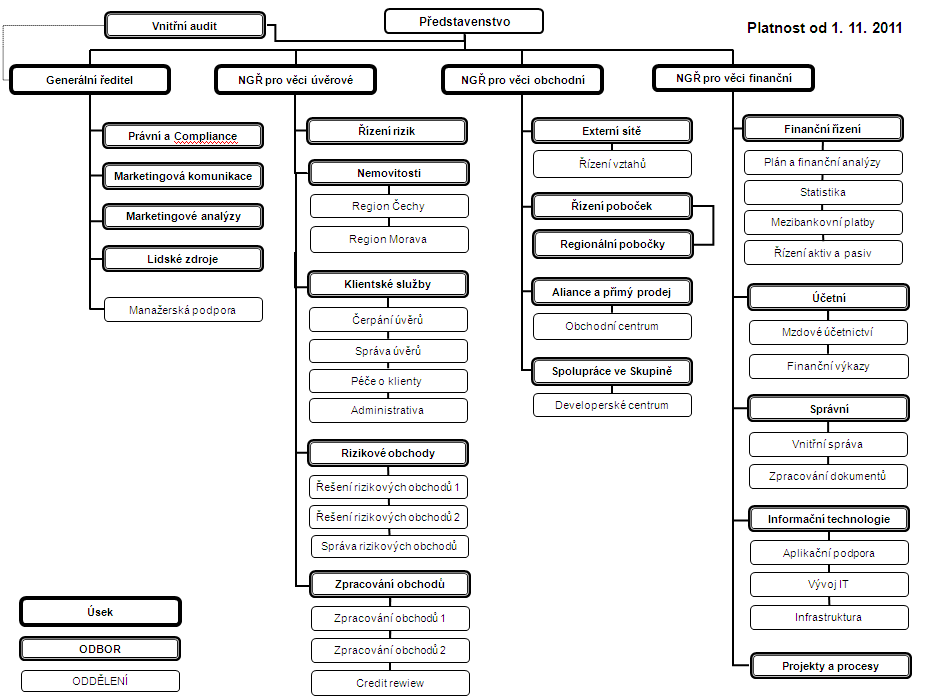 Představenstvo
Vnitřní audit
Platnost od 1. 11. 2011
Generální ředitel
NGŘ pro věci úvěrové
NGŘ pro věci obchodní
NGŘ pro věci finanční
Právní a Compliance
Marketingová komunikace
Marketingové analýzy
Lidské zdroje
Manažerská podpora
Řízení rizik
Nemovitosti
Region Čechy
Region Morava
Klientské služby
Čerpání úvěrů
Správa úvěrů
Péče o klienty
Administrativa
Rizikové obchody
Řešení rizikových obchodů 1
Řešení rizikových obchodů 2
Správa rizikových obchodů
Zpracování obchodů
Zpracování obchodů 1
Zpracování obchodů 2
Credit rewiew
Externí sítě
Řízení vztahů
Řízení poboček
Regionální pobočky
Aliance a přímý prodej
Obchodní centrum
Spolupráce ve Skupině
Developerské centrum
Finanční řízení
Plán a finanční analýzy
Statistika
Mezibankovní platby
Řízení aktiv a pasiv
Účetní
Mzdové účetnictví
Finanční výkazy
Správní
Vnitřní správa
Zpracování dokumentů
Informační technologie
Aplikační podpora
Vývoj IT
Infrastruktura
Projekty a procesy
Úsek
ODBOR
ODDĚLENÍ